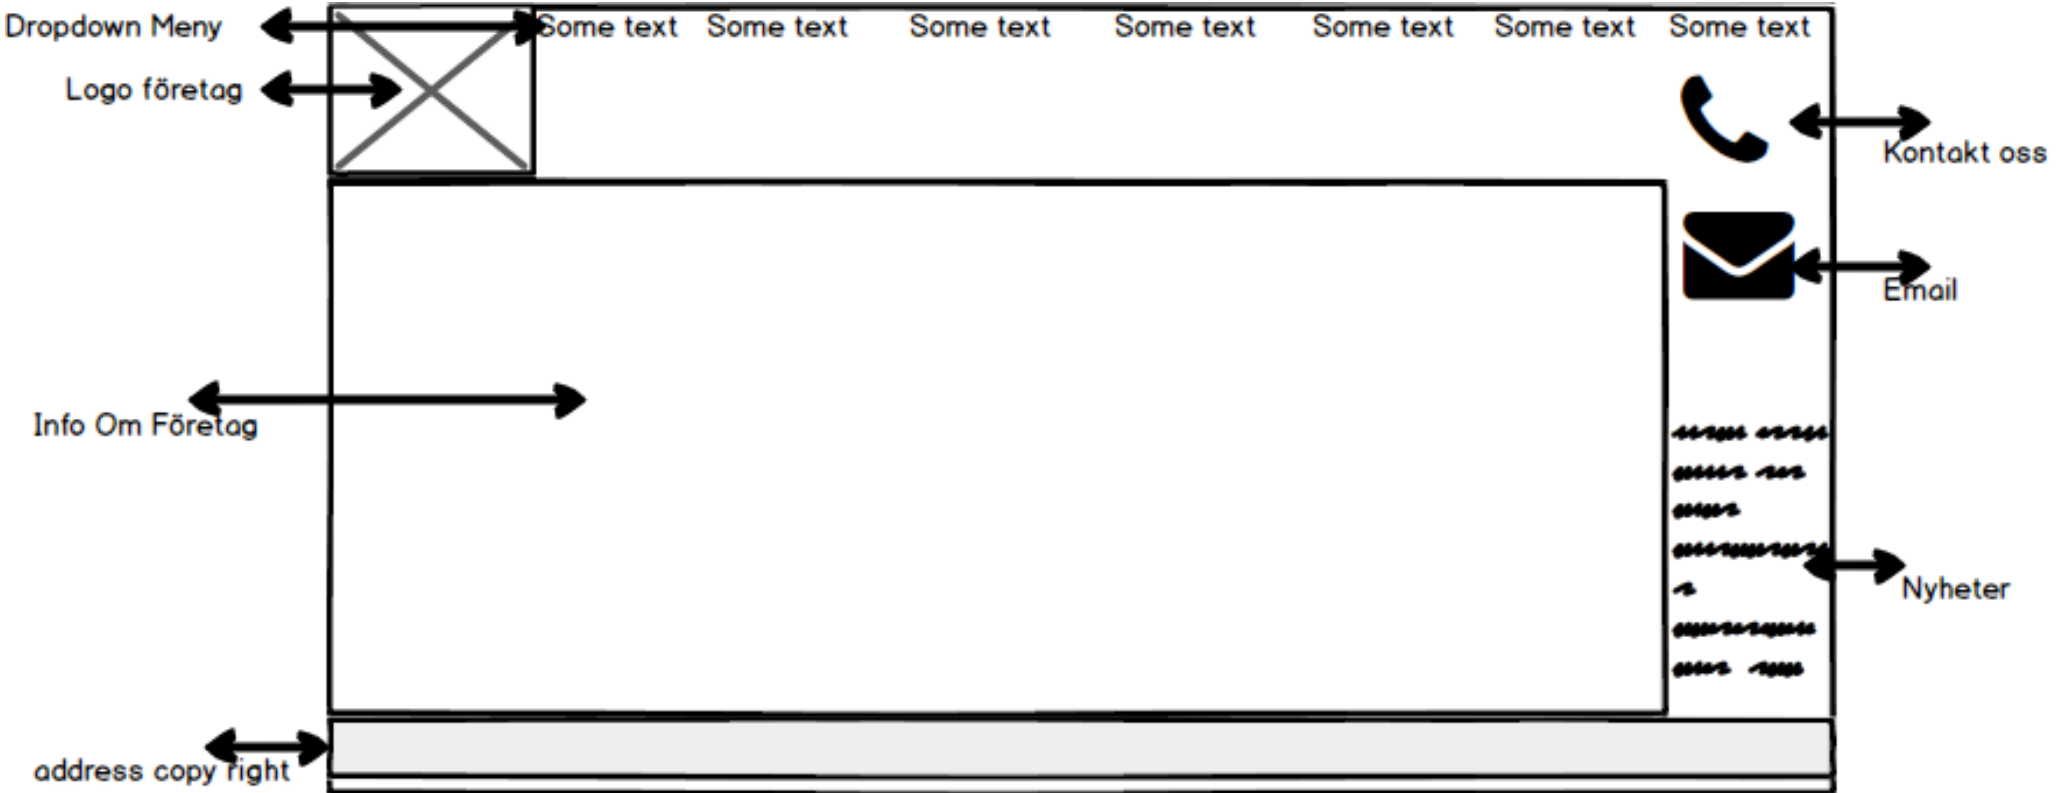 Dropdown Meny
Some text Some text Some text Some text Some text Some text Some text
Logo företag
Kontakt oss
Email
Info Om Företag
Nyheter
address copy right